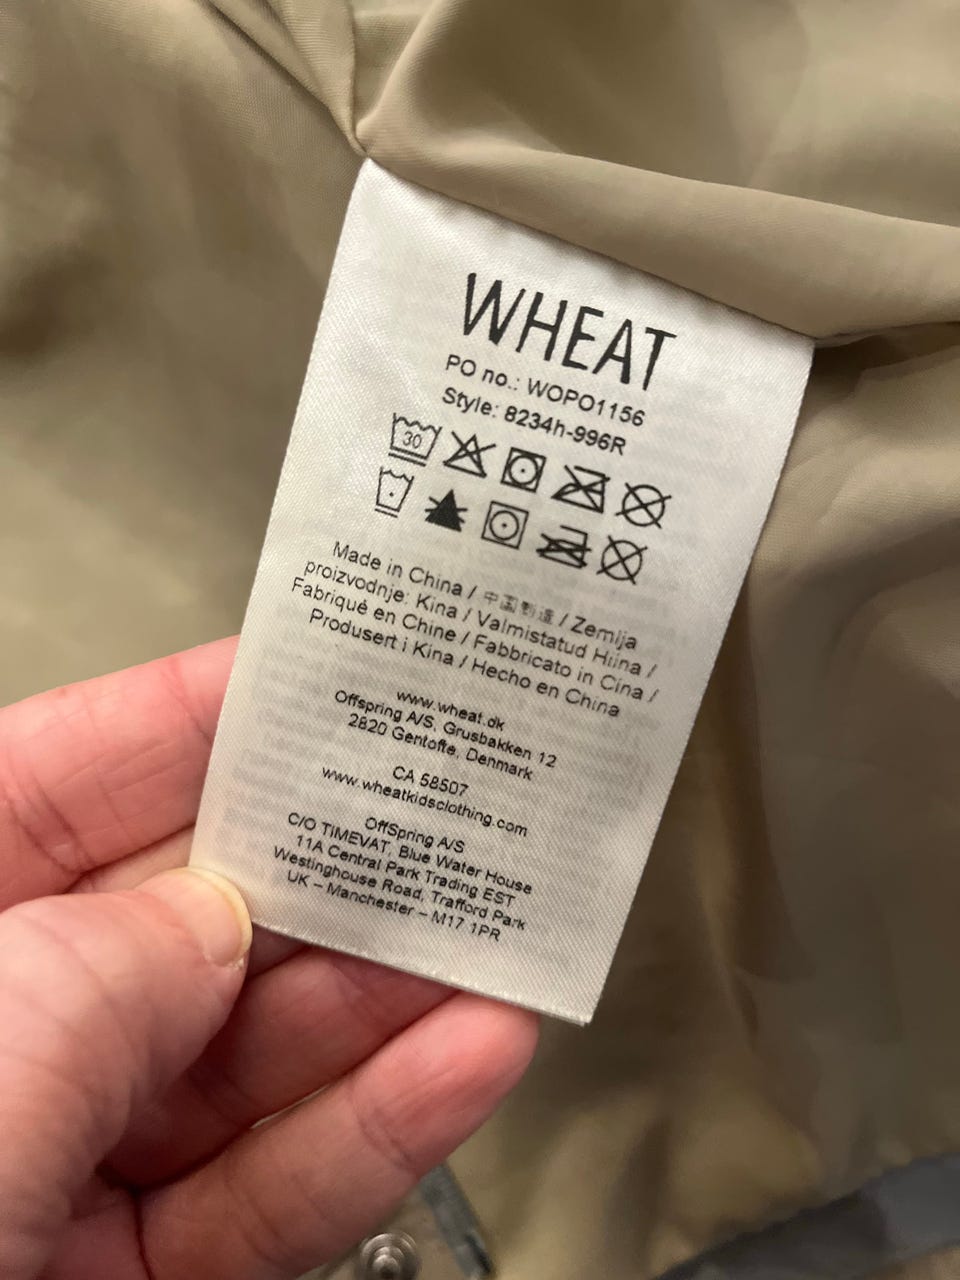 WHEAT
PO no.: WOPO1156
Style: 8234h-996R
30
Made in China / 中国制造 / Zemlja
proizvodnje: Kina / Valmistatud Hiina /
Fabriqué en Chine / Fabbricato in Cina /
Produsert i Kina / Hecho en China
www.wheat.dk
Offspring A/S, Grusbakken 12
2820 Gentofte, Denmark
CA 58507
www.wheatkidsclothing.com
OffSpring A/S
C/O TIMEVAT, Blue Water House
11A Central Park Trading EST
Westinghouse Road, Trafford Park
UK – Manchester – M17 1PR